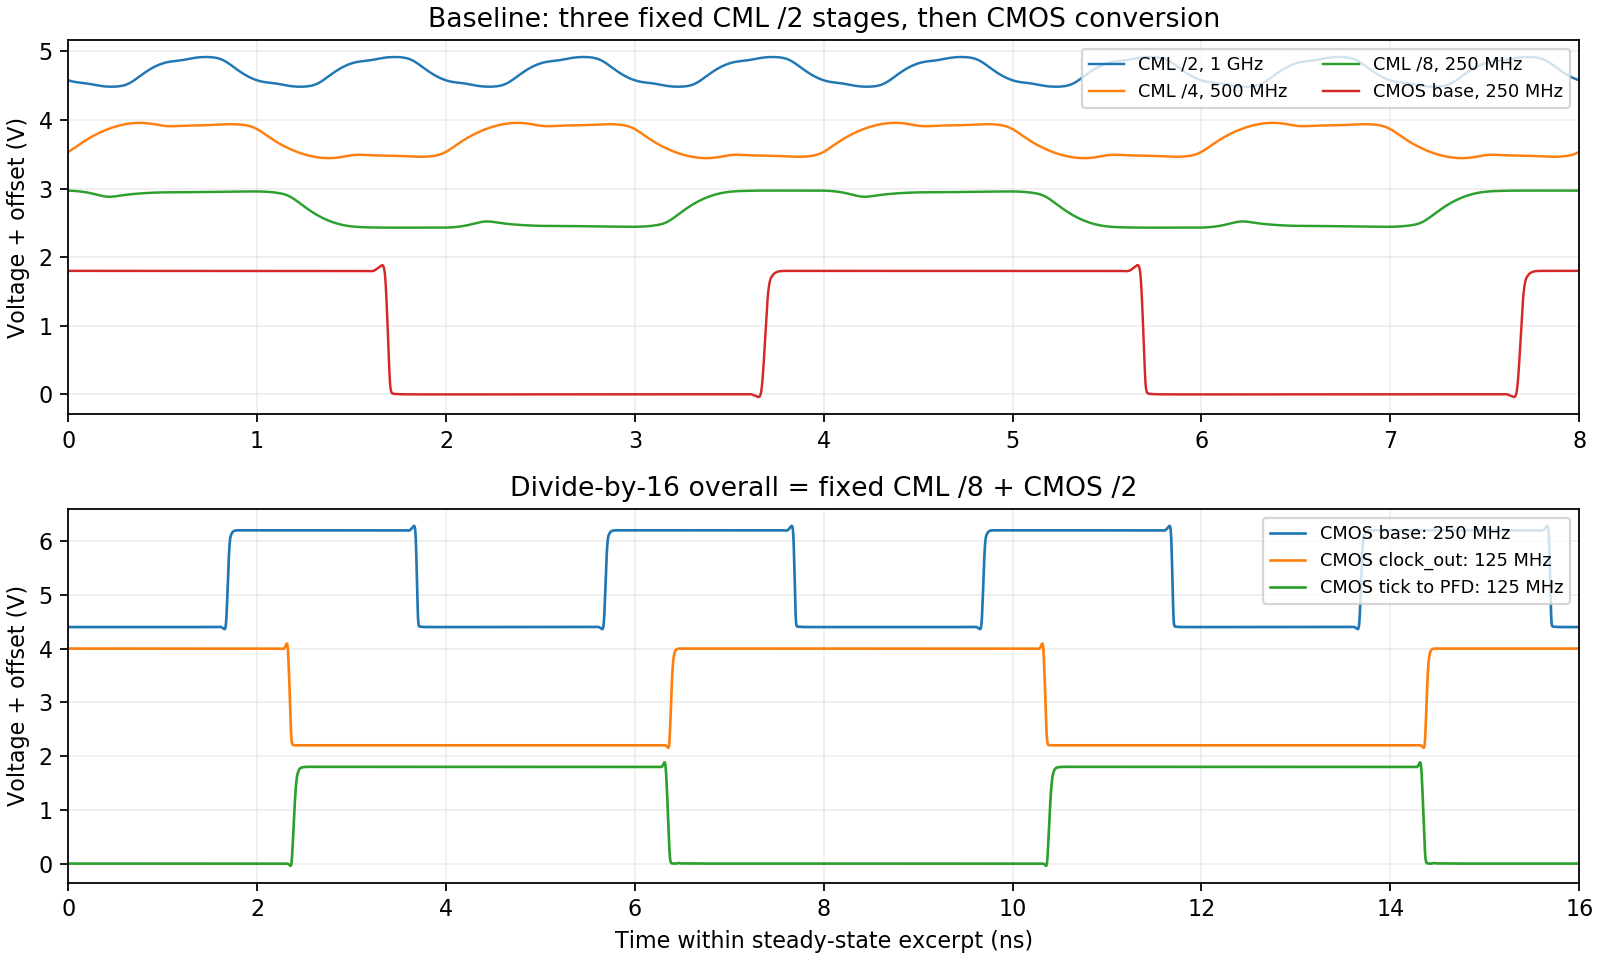 Baseline: three fixed CML /2 stages, then CMOS conversion
Voltage + offset (V)
5
4
3
2
1
0
CML /2, 1 GHz
CML /4, 500 MHz
CML /8, 250 MHz
CMOS base, 250 MHz
0 1 2 3 4 5 6 7 8
Divide-by-16 overall = fixed CML /8 + CMOS /2
Voltage + offset (V)
6
5
4
3
2
1
0
CMOS base: 250 MHz
CMOS clock_out: 125 MHz
CMOS tick to PFD: 125 MHz
0 2 4 6 8 10 12 14 16
Time within steady-state excerpt (ns)